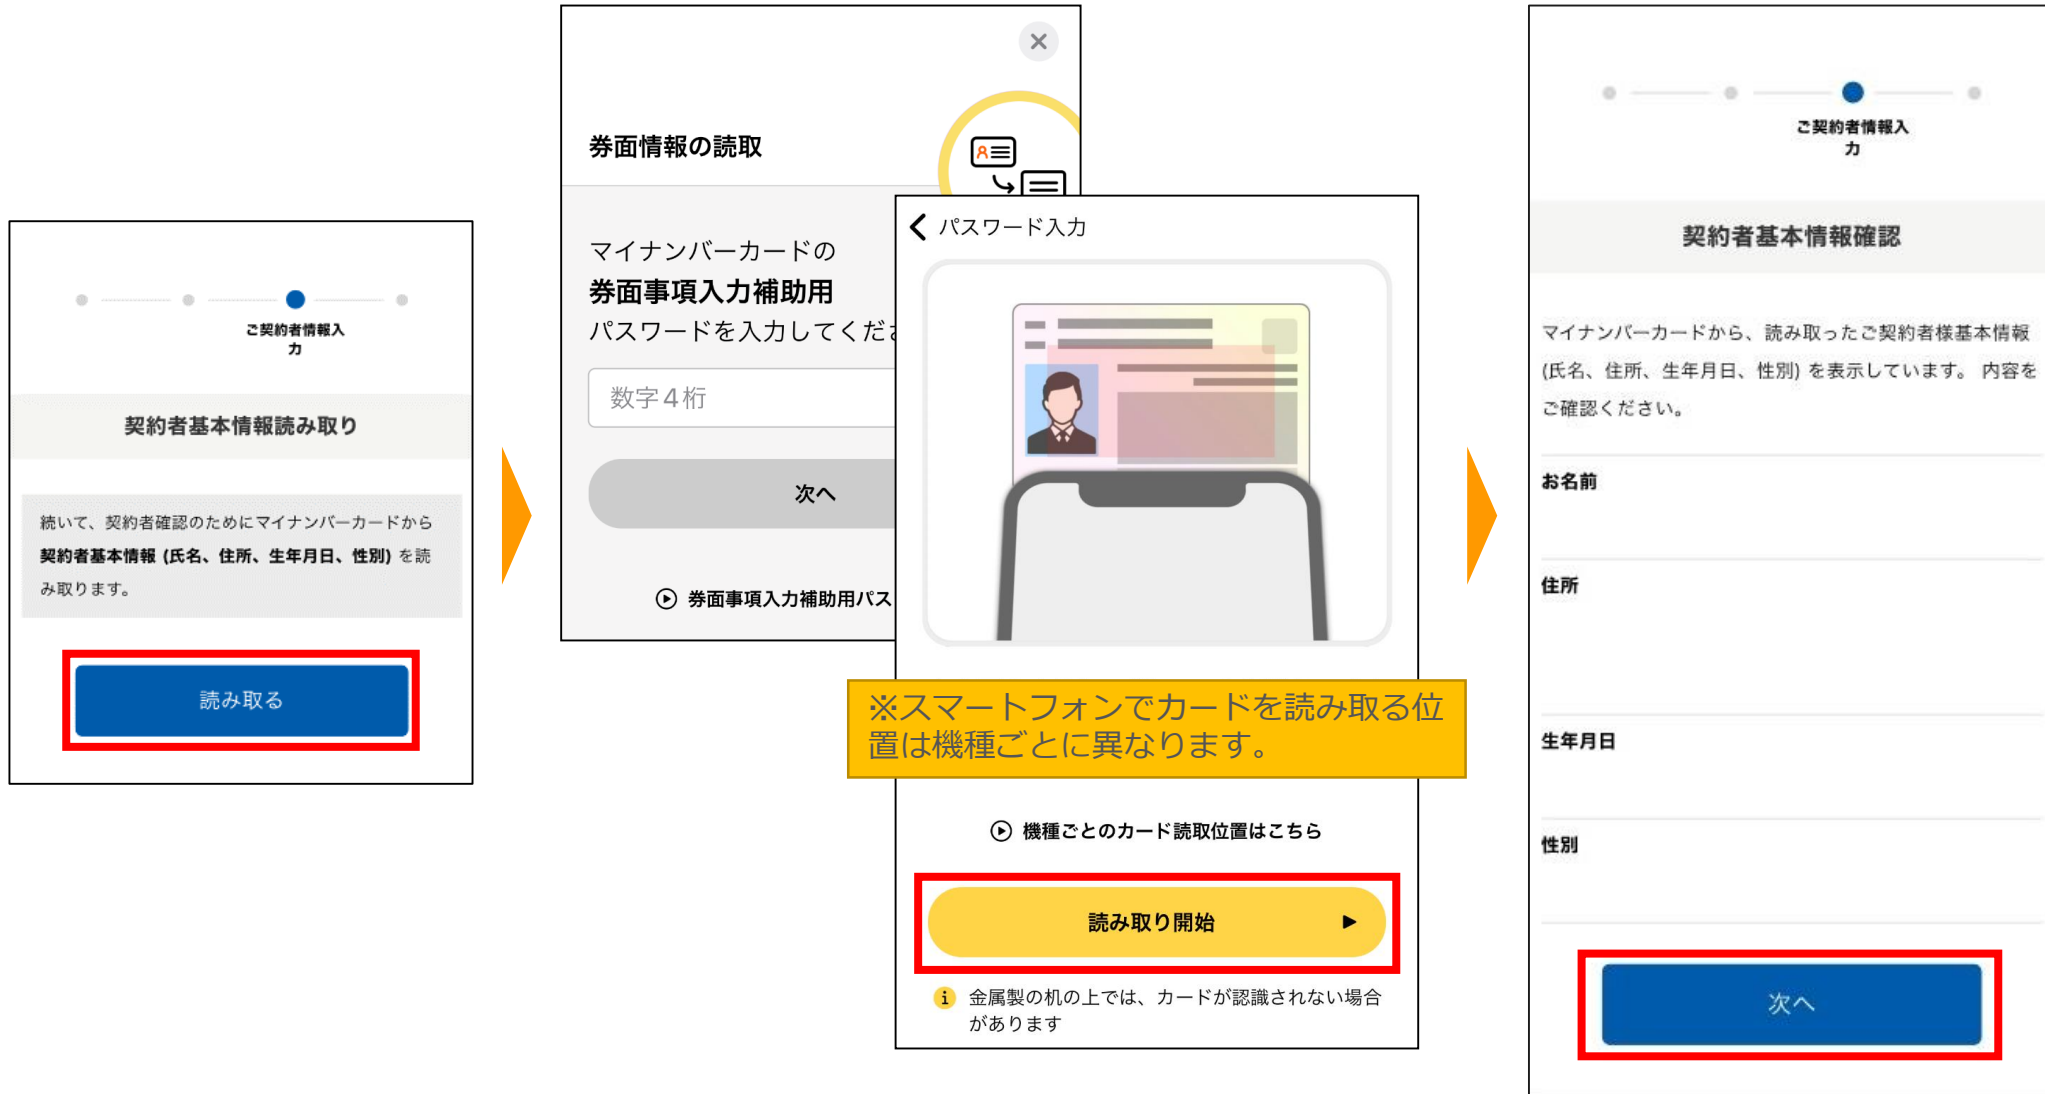 ご契約者情報入
力
契約者基本情報読み取り
続いて、契約者確認のためにマイナンバーカードから
契約者基本情報 (氏名、住所、生年月日、性別) を読
み取ります。
読み取る
券面情報の読取
マイナンバーカードの
券面事項入力補助用
パスワードを入力してくだ
数字4桁
次へ
券面事項入力補助用パス
パスワード入力
※スマートフォンでカードを読み取る位
置は機種ごとに異なります。
機種ごとのカード読取位置はこちら
読み取り開始
金属製の机の上では、カードが認識されない場合
があります
ご契約者情報入
力
契約者基本情報確認
マイナンバーカードから、読み取ったご契約者様基本情報
(氏名、住所、生年月日、性別) を表示しています。 内容を
ご確認ください。
お名前
住所
生年月日
性別
次へ